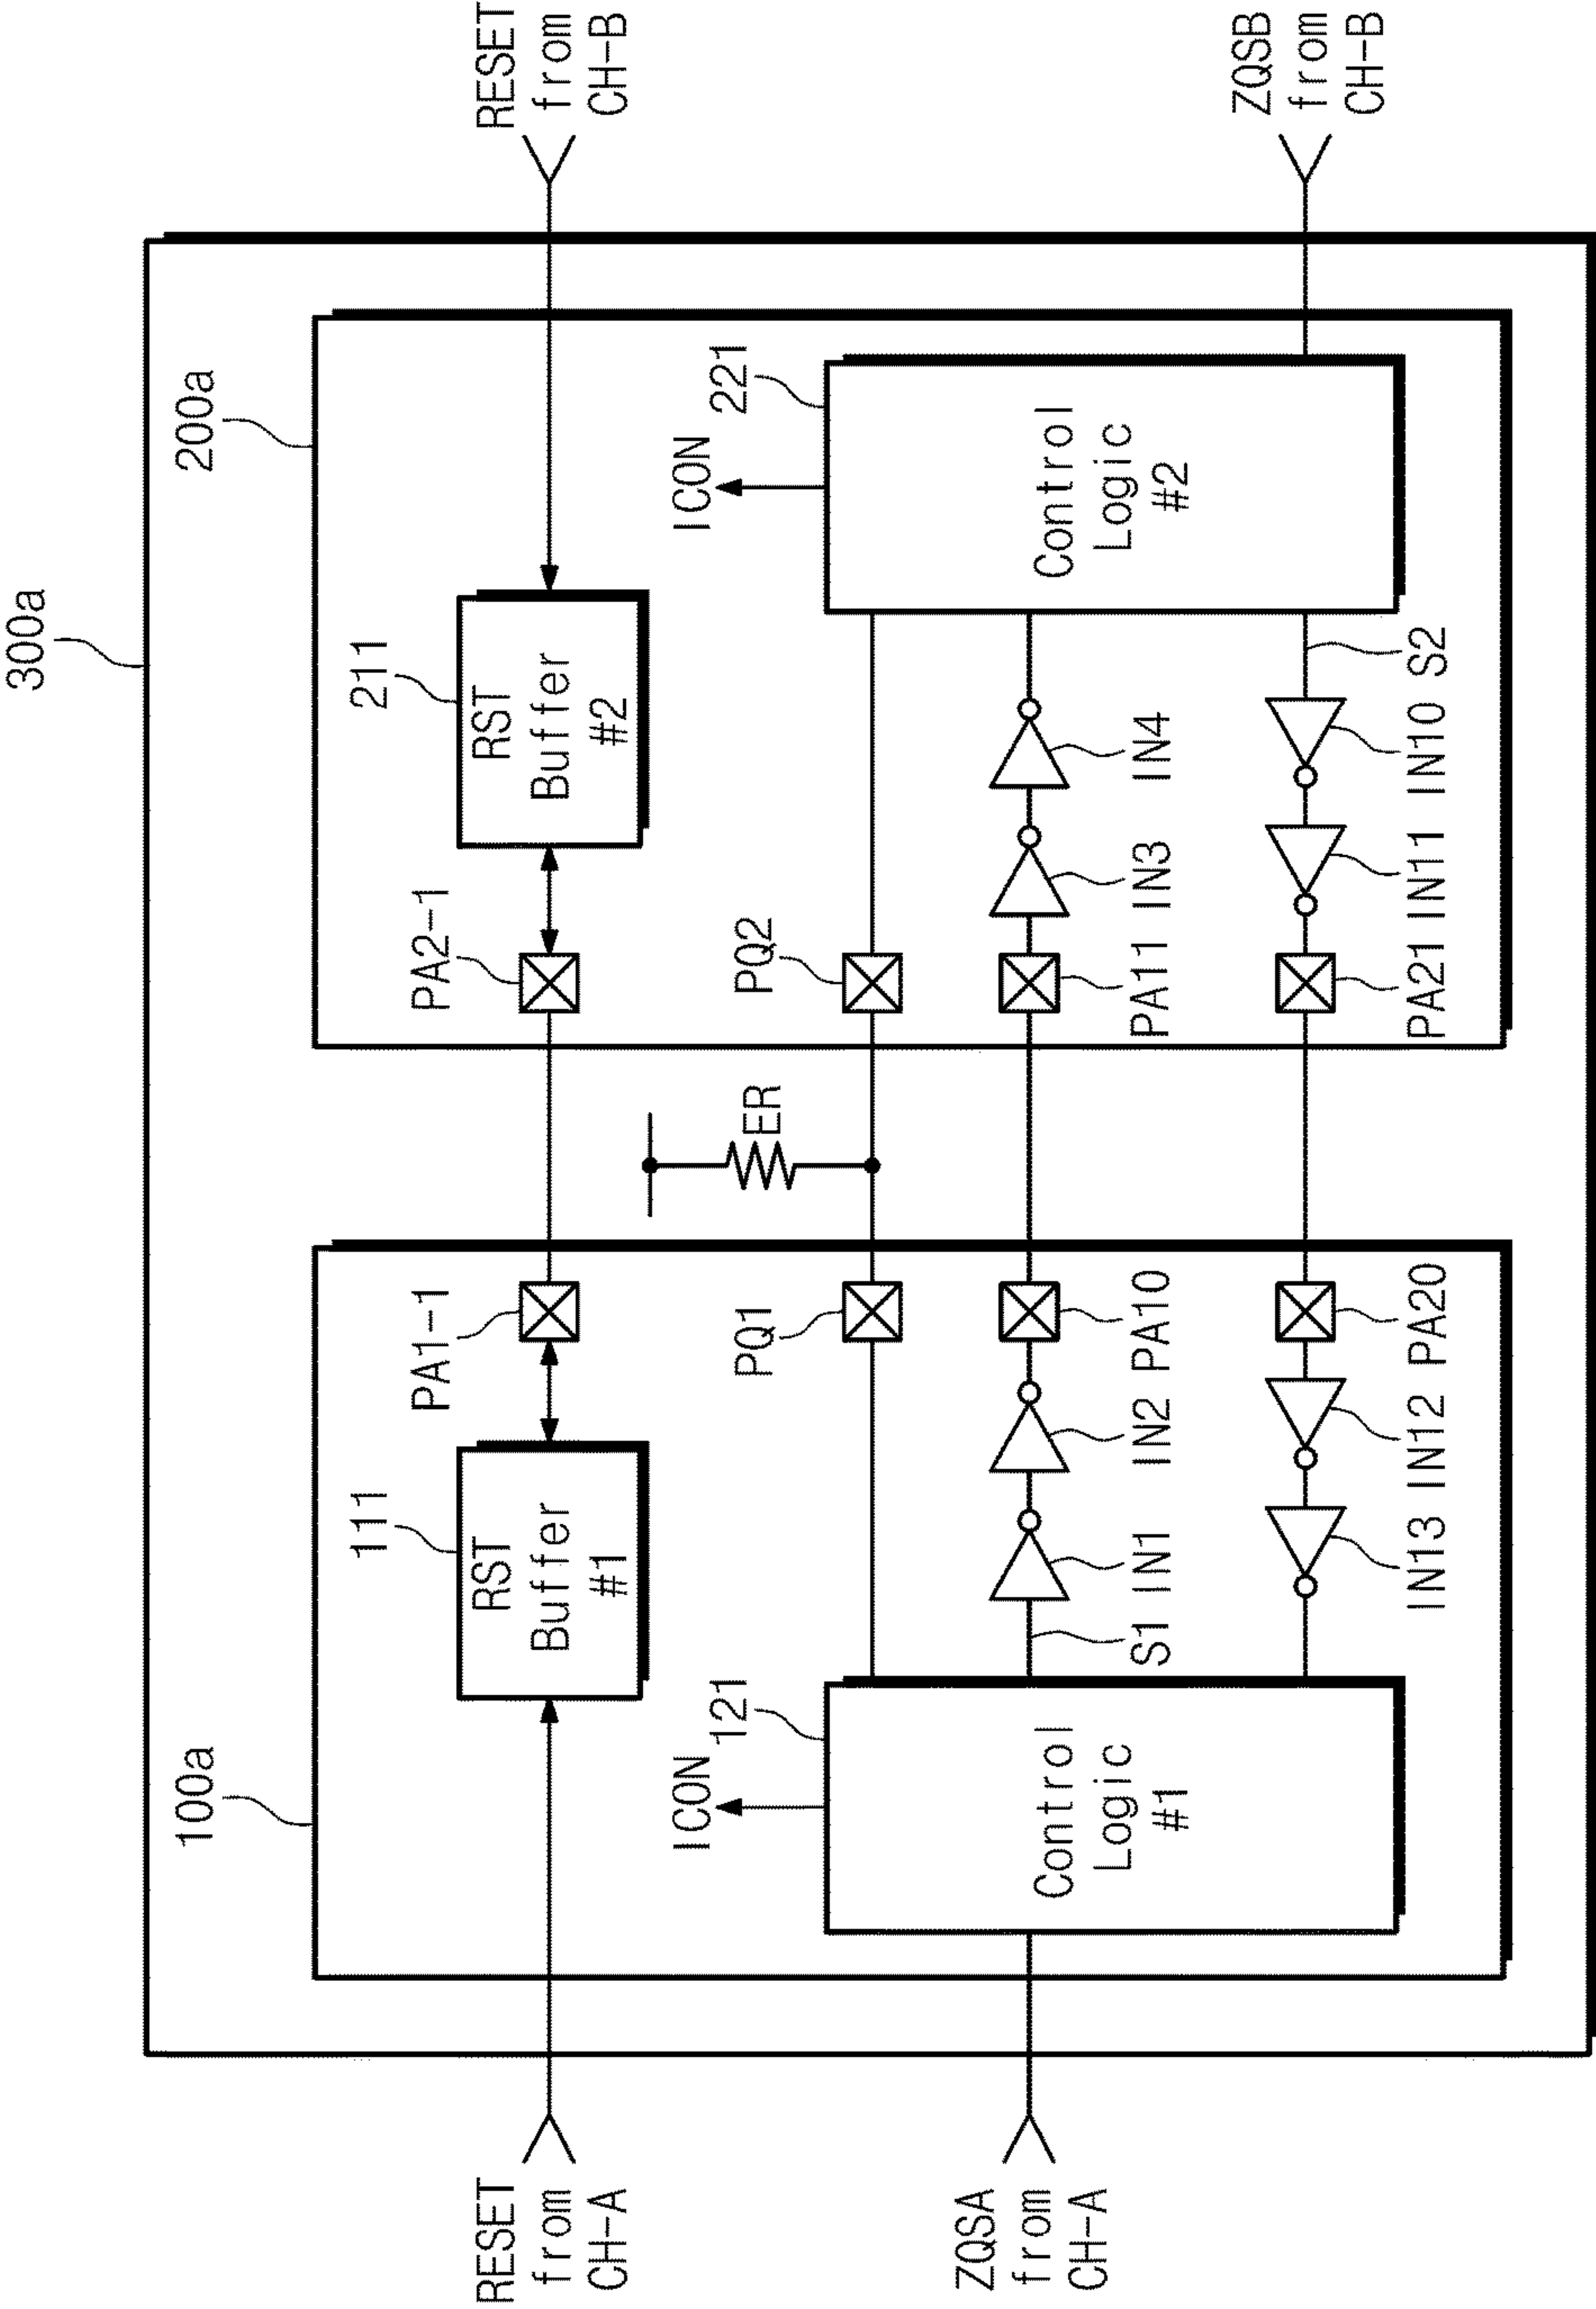 300a
100a
200a
RESET
from
CH-A
111
RST
Buffer
#1
PA1-1
PA2-1
211
RST
Buffer
#2
RESET
from
CH-B
ICON
121
PQ1
ER
PQ2
ICON
221
ZQSA
from
CH-A
Control
Logic
#1
S1
IN1
IN2
PA10
PA11
IN3
IN4
Control
Logic
#2
ZQSB
from
CH-B
IN13
IN12
PA20
PA21
IN11
IN10
S2